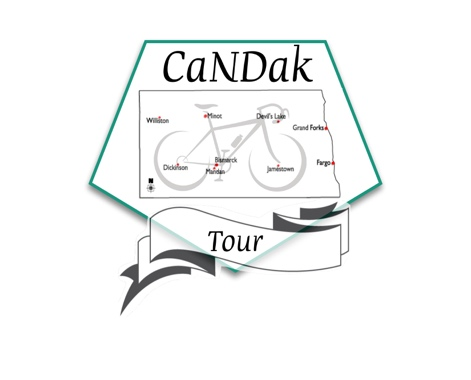 CaNDak
Williston
Minot
Devil's Lake
Grand Forks
Dickinson
Bismarck
Mandan
Jamestown
Fargo
N
Tour